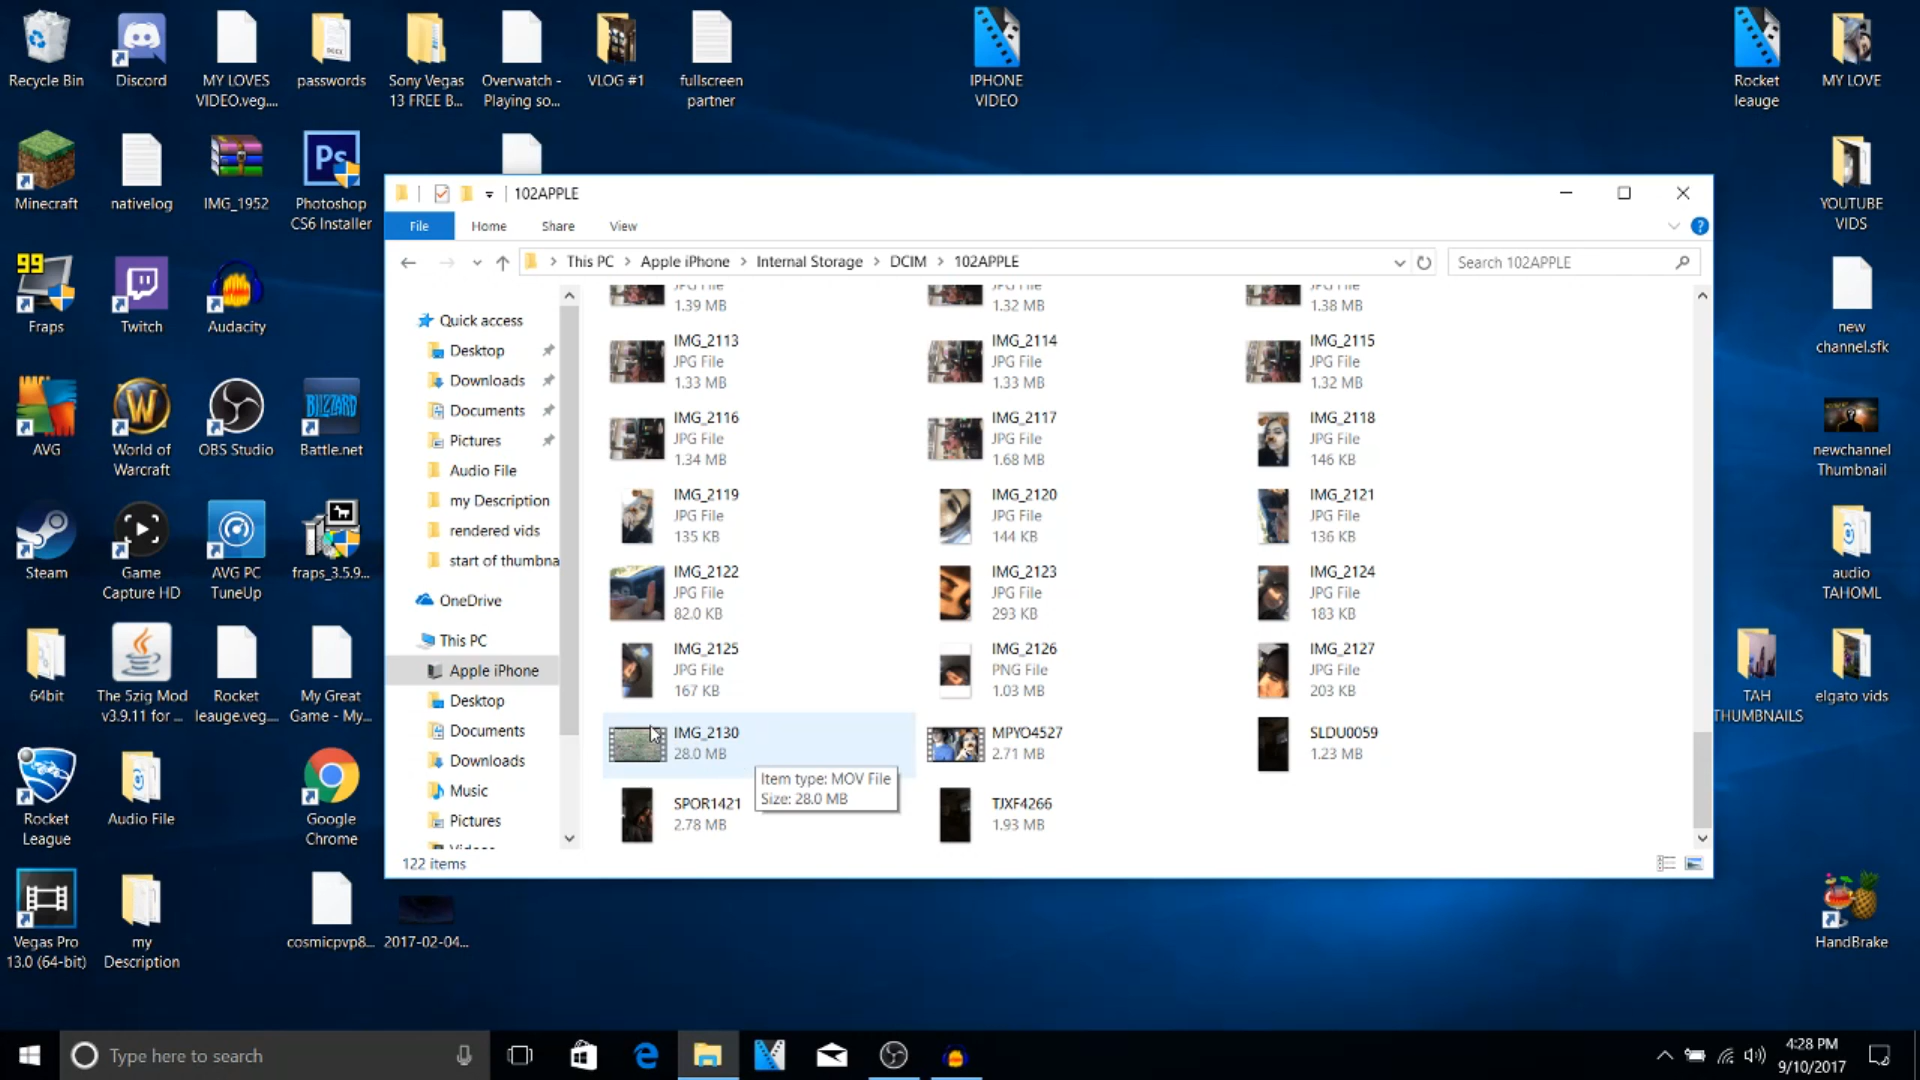 Recycle Bin
Discord
MY LOVES
VIDEO.veg....
passwords
Sony Vegas
13 FREE B...
Overwatch -
Playing so...
VLOG #1
fullscreen
partner
IPHONE
VIDEO
Rocket
leauge
MY LOVE
Minecraft
nativelog
IMG_1952
Photoshop
CS6 Installer
YOUTUBE
VIDS
99
Fraps
Twitch
Audacity
new
channel.sfk
AVG
World of
Warcraft
OBS Studio
Battle.net
newchannel
Thumbnail
Steam
Game
Capture HD
AVG PC
TuneUp
fraps_3.5.9...
audio
TAHOML
64bit
The 5zig Mod
v3.9.11 for ...
Rocket
leauge.veg...
My Great
Game - My...
TAH
THUMBNAILS
elgato vids
Rocket
League
Audio File
Google
Chrome
Vegas Pro
13.0 (64-bit)
my
Description
cosmicpvp8...
2017-02-04...
HandBrake
102APPLE
File
Home
Share
View
This PC > Apple iPhone > Internal Storage > DCIM > 102APPLE
Search 102APPLE
Quick access
Desktop
Downloads
Documents
Pictures
Audio File
my Description
rendered vids
start of thumbna
OneDrive
This PC
Apple iPhone
Desktop
Documents
Downloads
Music
Pictures
Videos
JPG File
1.39 MB
JPG File
1.32 MB
JPG File
1.38 MB
IMG_2113
JPG File
1.33 MB
IMG_2114
JPG File
1.33 MB
IMG_2115
JPG File
1.32 MB
IMG_2116
JPG File
1.34 MB
IMG_2117
JPG File
1.68 MB
IMG_2118
JPG File
146 KB
IMG_2119
JPG File
135 KB
IMG_2120
JPG File
144 KB
IMG_2121
JPG File
136 KB
IMG_2122
JPG File
82.0 KB
IMG_2123
JPG File
293 KB
IMG_2124
JPG File
183 KB
IMG_2125
JPG File
167 KB
IMG_2126
PNG File
1.03 MB
IMG_2127
JPG File
203 KB
IMG_2130
28.0 MB
MPYO4527
2.71 MB
SLDU0059
1.23 MB
Item type: MOV File
Size: 28.0 MB
SPOR1421
2.78 MB
TJXF4266
1.93 MB
122 items
Type here to search
4:28 PM
9/10/2017